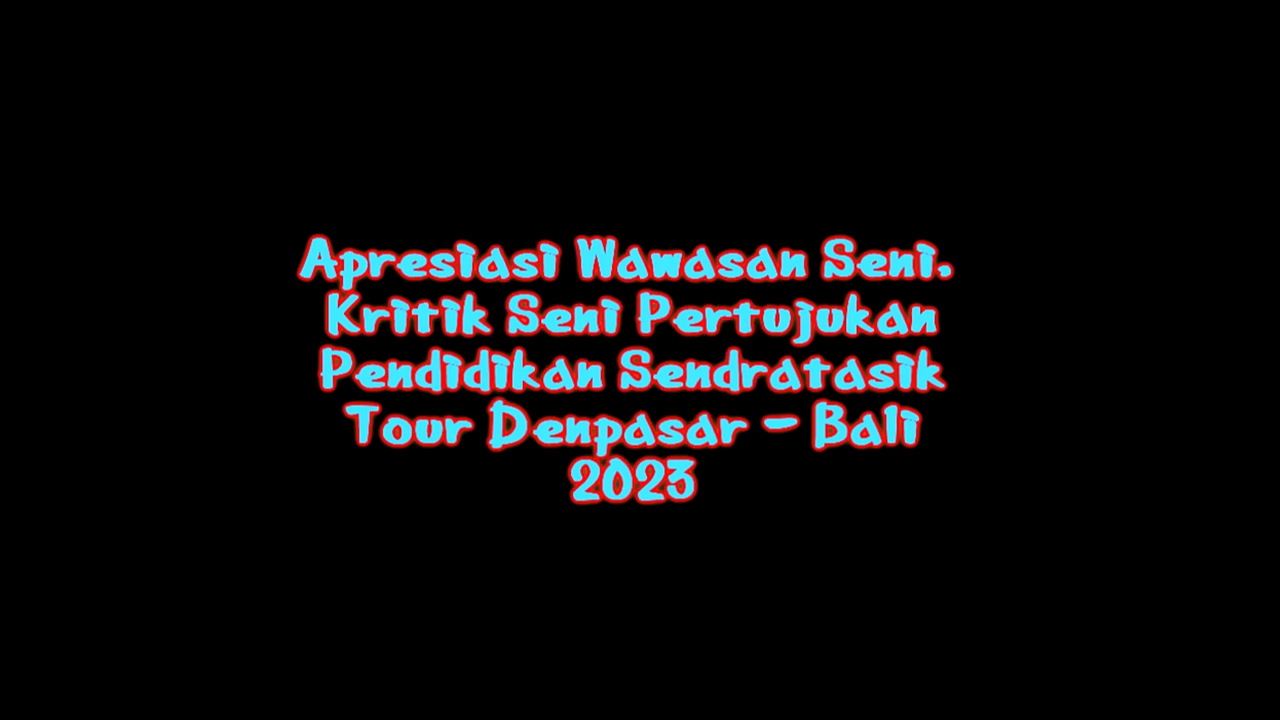 Apresiasi Wawasan Seni,
Kritik Seni Pertujukan
Pendidikan Sendratasik
Tour Denpasar - Bali
2023